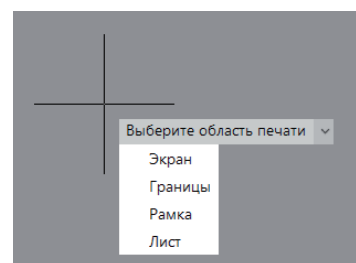 Выберите область печати
Экран
Границы
Рамка
Лист